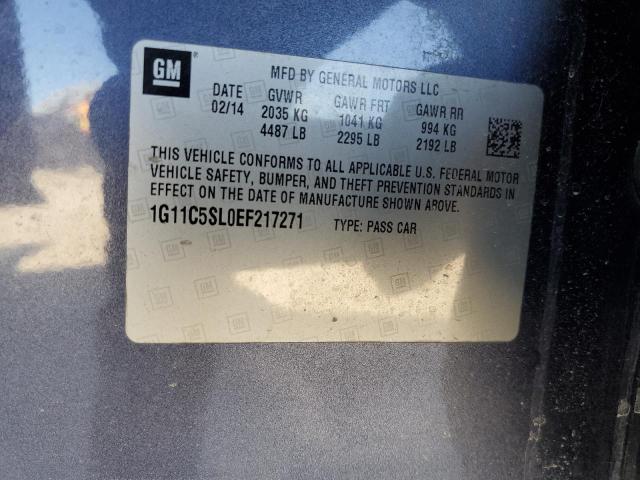 GM
MFD BY GENERAL MOTORS LLC
DATE GVWR GAWR FRT GAWR RR
02/14 2035 KG 1041 KG 994 KG
4487 LB 2295 LB 2192 LB
THIS VEHICLE CONFORMS TO ALL APPLICABLE U.S. FEDERAL MOTOR
VEHICLE SAFETY, BUMPER, AND THEFT PREVENTION STANDARDS IN
EFFECT ON THE DATE OF MANUFACTURE SHOWN ABOVE.
1G11C5SL0EF217271 TYPE: PASS CAR